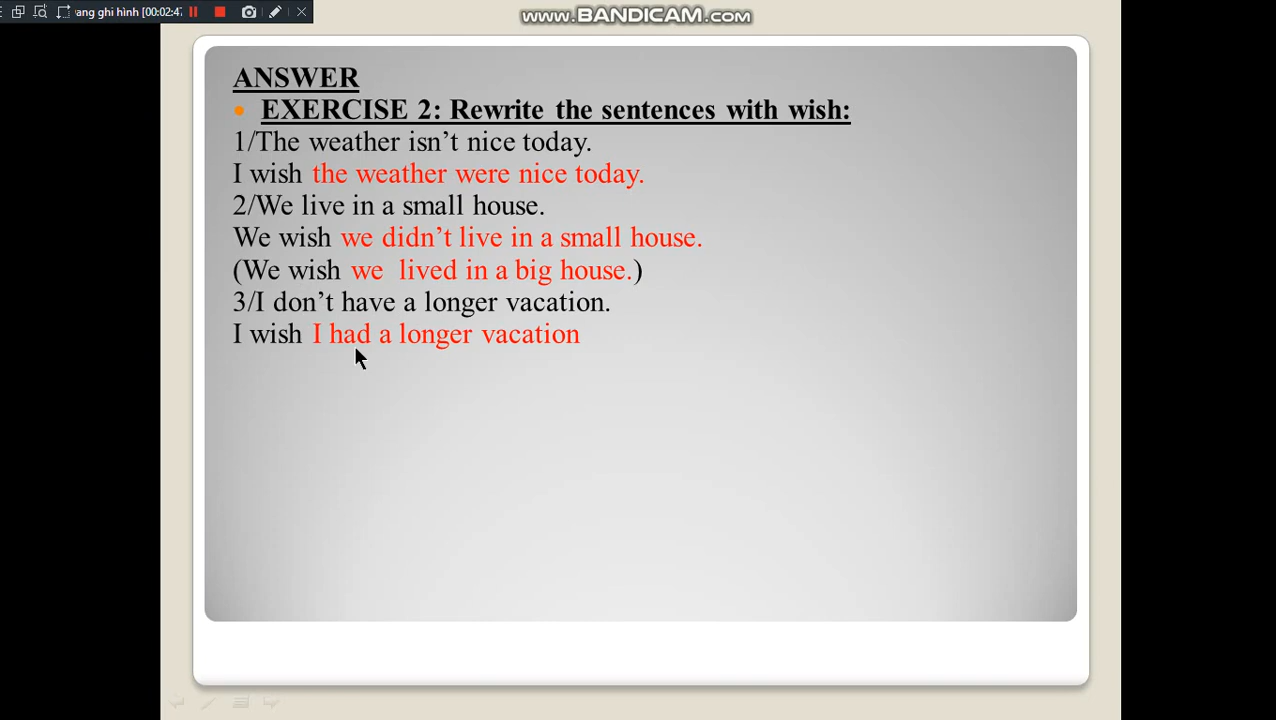 ang ghi hình [00:02:47
www.BANDICAM.com
ANSWER
EXERCISE 2: Rewrite the sentences with wish:
1/The weather isn’t nice today.
I wish the weather were nice today.
2/We live in a small house.
We wish we didn’t live in a small house.
(We wish we lived in a big house.)
3/I don’t have a longer vacation.
I wish I had a longer vacation